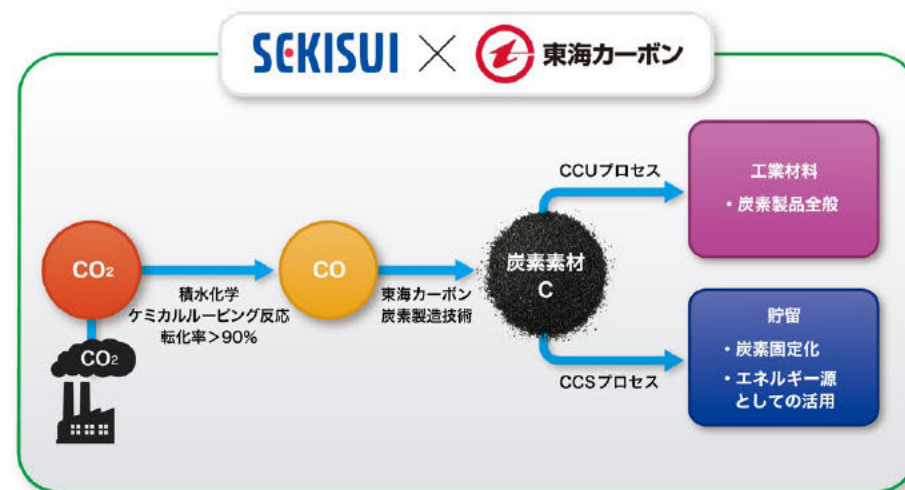 SEKISUI × 東海カーボン
CO2
CO2
積水化学
ケミカルルーピング反応
転化率>90%
CO
東海カーボン
炭素製造技術
炭素素材
C
CCUプロセス
工業材料
・炭素製品全般
CCSプロセス
貯留
・炭素固定化
・エネルギー源
としての活用